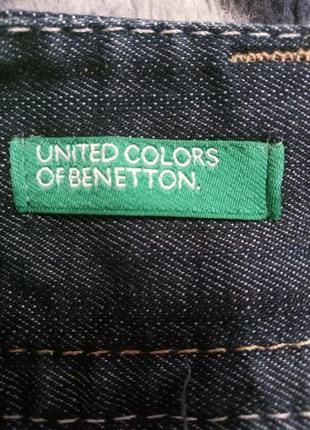 UNITED COLORS
OF BENETTON.